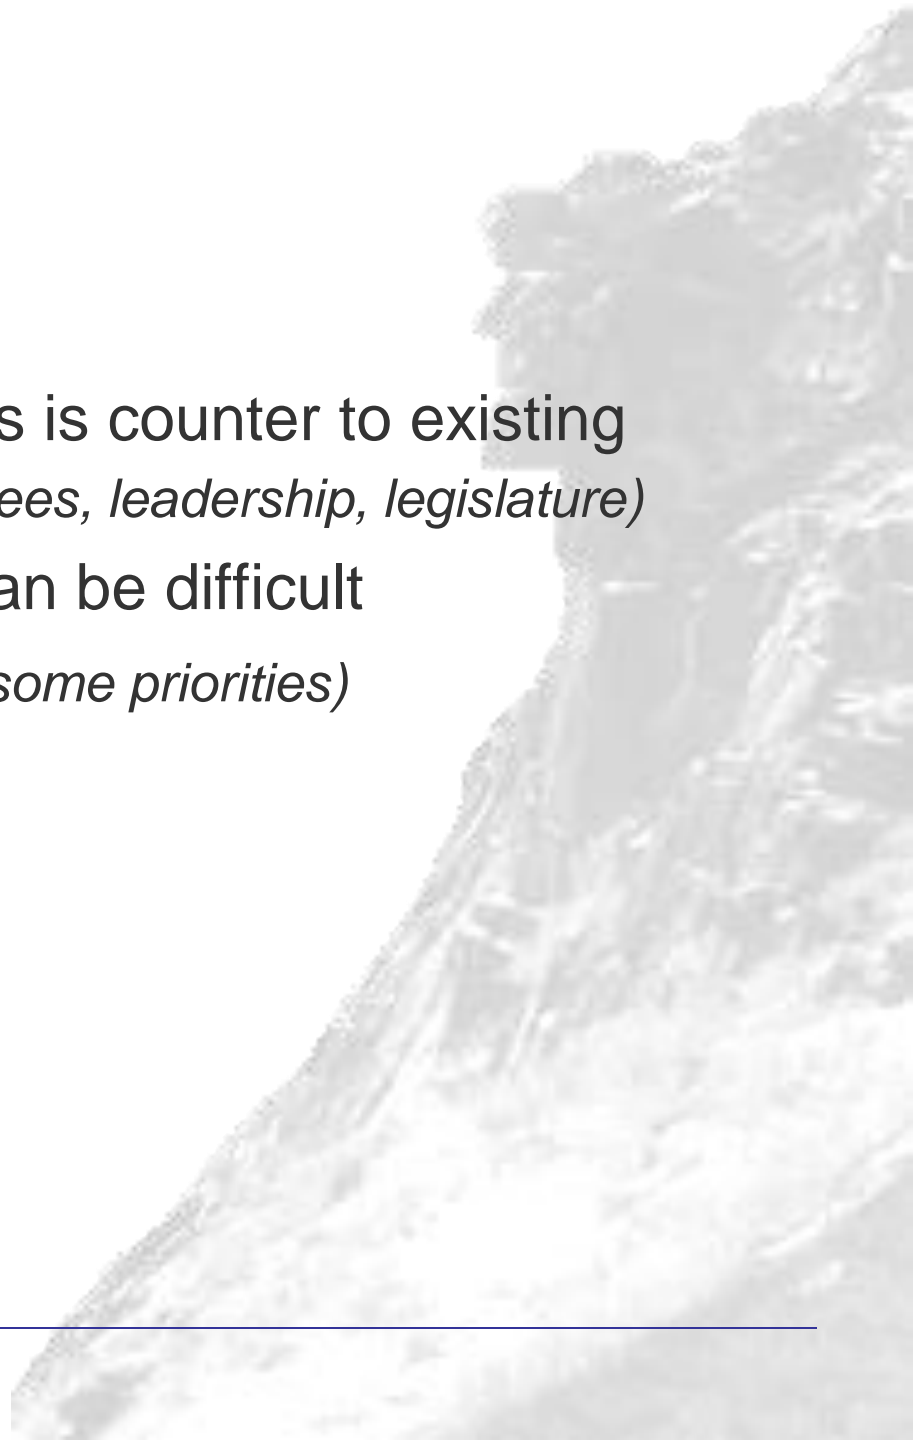 s is counter to existing
ees, leadership, legislature)
an be difficult
some priorities)